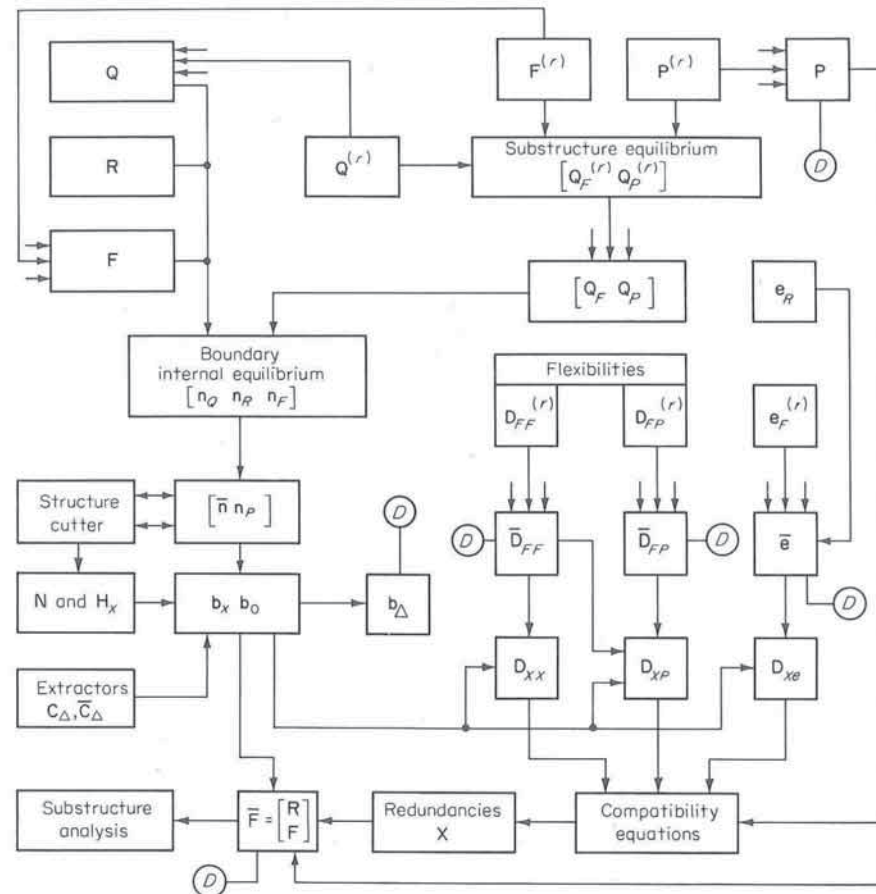 F^(r)
P^(r)
P
Q
R
Q^(r)
Substructure equilibrium
[Q_F^(r) Q_P^(r)]
D
F
[Q_F Q_P]
e_R
Boundary
internal equilibrium
[n_Q n_R n_F]
Flexibilities
D_FF^(r)
D_FP^(r)
e_F^(r)
Structure
cutter
[n̄ n_P]
D
D
D̄_FF
D̄_FP
D
ē
N and H_x
b_x b_0
b_Δ
D
D_XX
D_XP
D_Xe
Extractors
C_Δ, C̄_Δ
Substructure
analysis
F̄ = [R
F]
Redundancies
X
Compatibility
equations
D